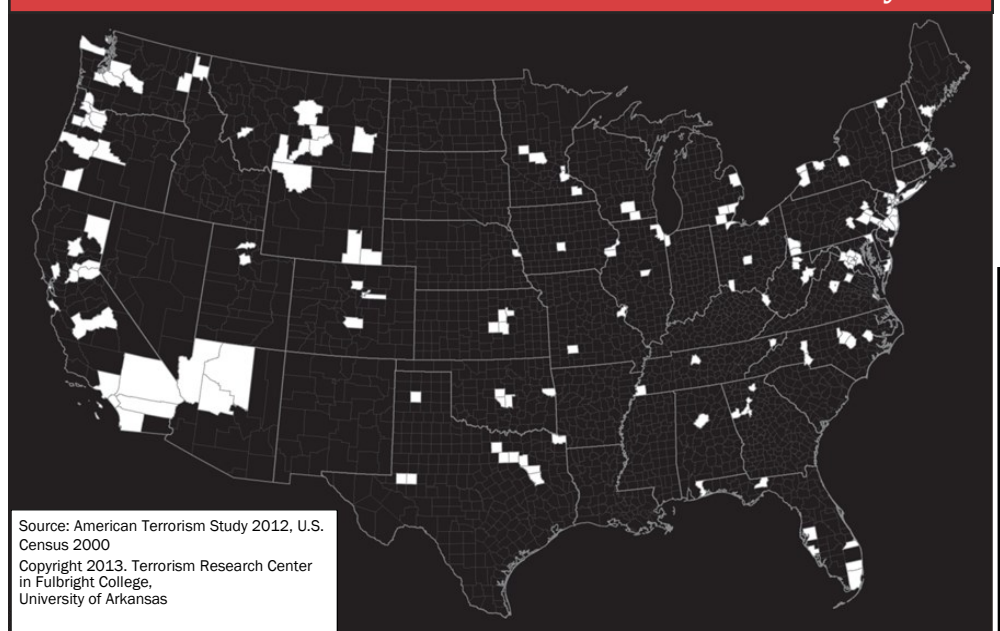 Source: American Terrorism Study 2012, U.S.
Census 2000
Copyright 2013. Terrorism Research Center
in Fulbright College,
University of Arkansas